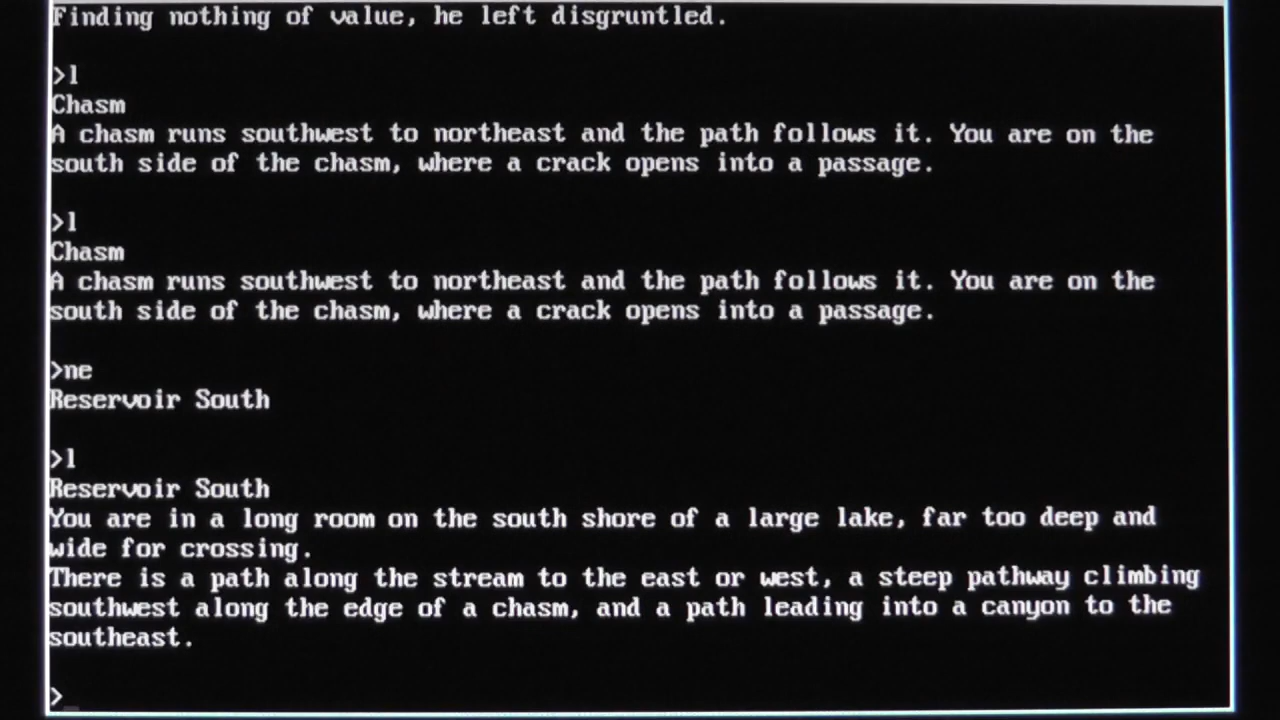 Finding nothing of value, he left disgruntled.
>l
Chasm
A chasm runs southwest to northeast and the path follows it. You are on the
south side of the chasm, where a crack opens into a passage.
>l
Chasm
A chasm runs southwest to northeast and the path follows it. You are on the
south side of the chasm, where a crack opens into a passage.
>ne
Reservoir South
>l
Reservoir South
You are in a long room on the south shore of a large lake, far too deep and
wide for crossing.
There is a path along the stream to the east or west, a steep pathway climbing
southwest along the edge of a chasm, and a path leading into a canyon to the
southeast.
>_